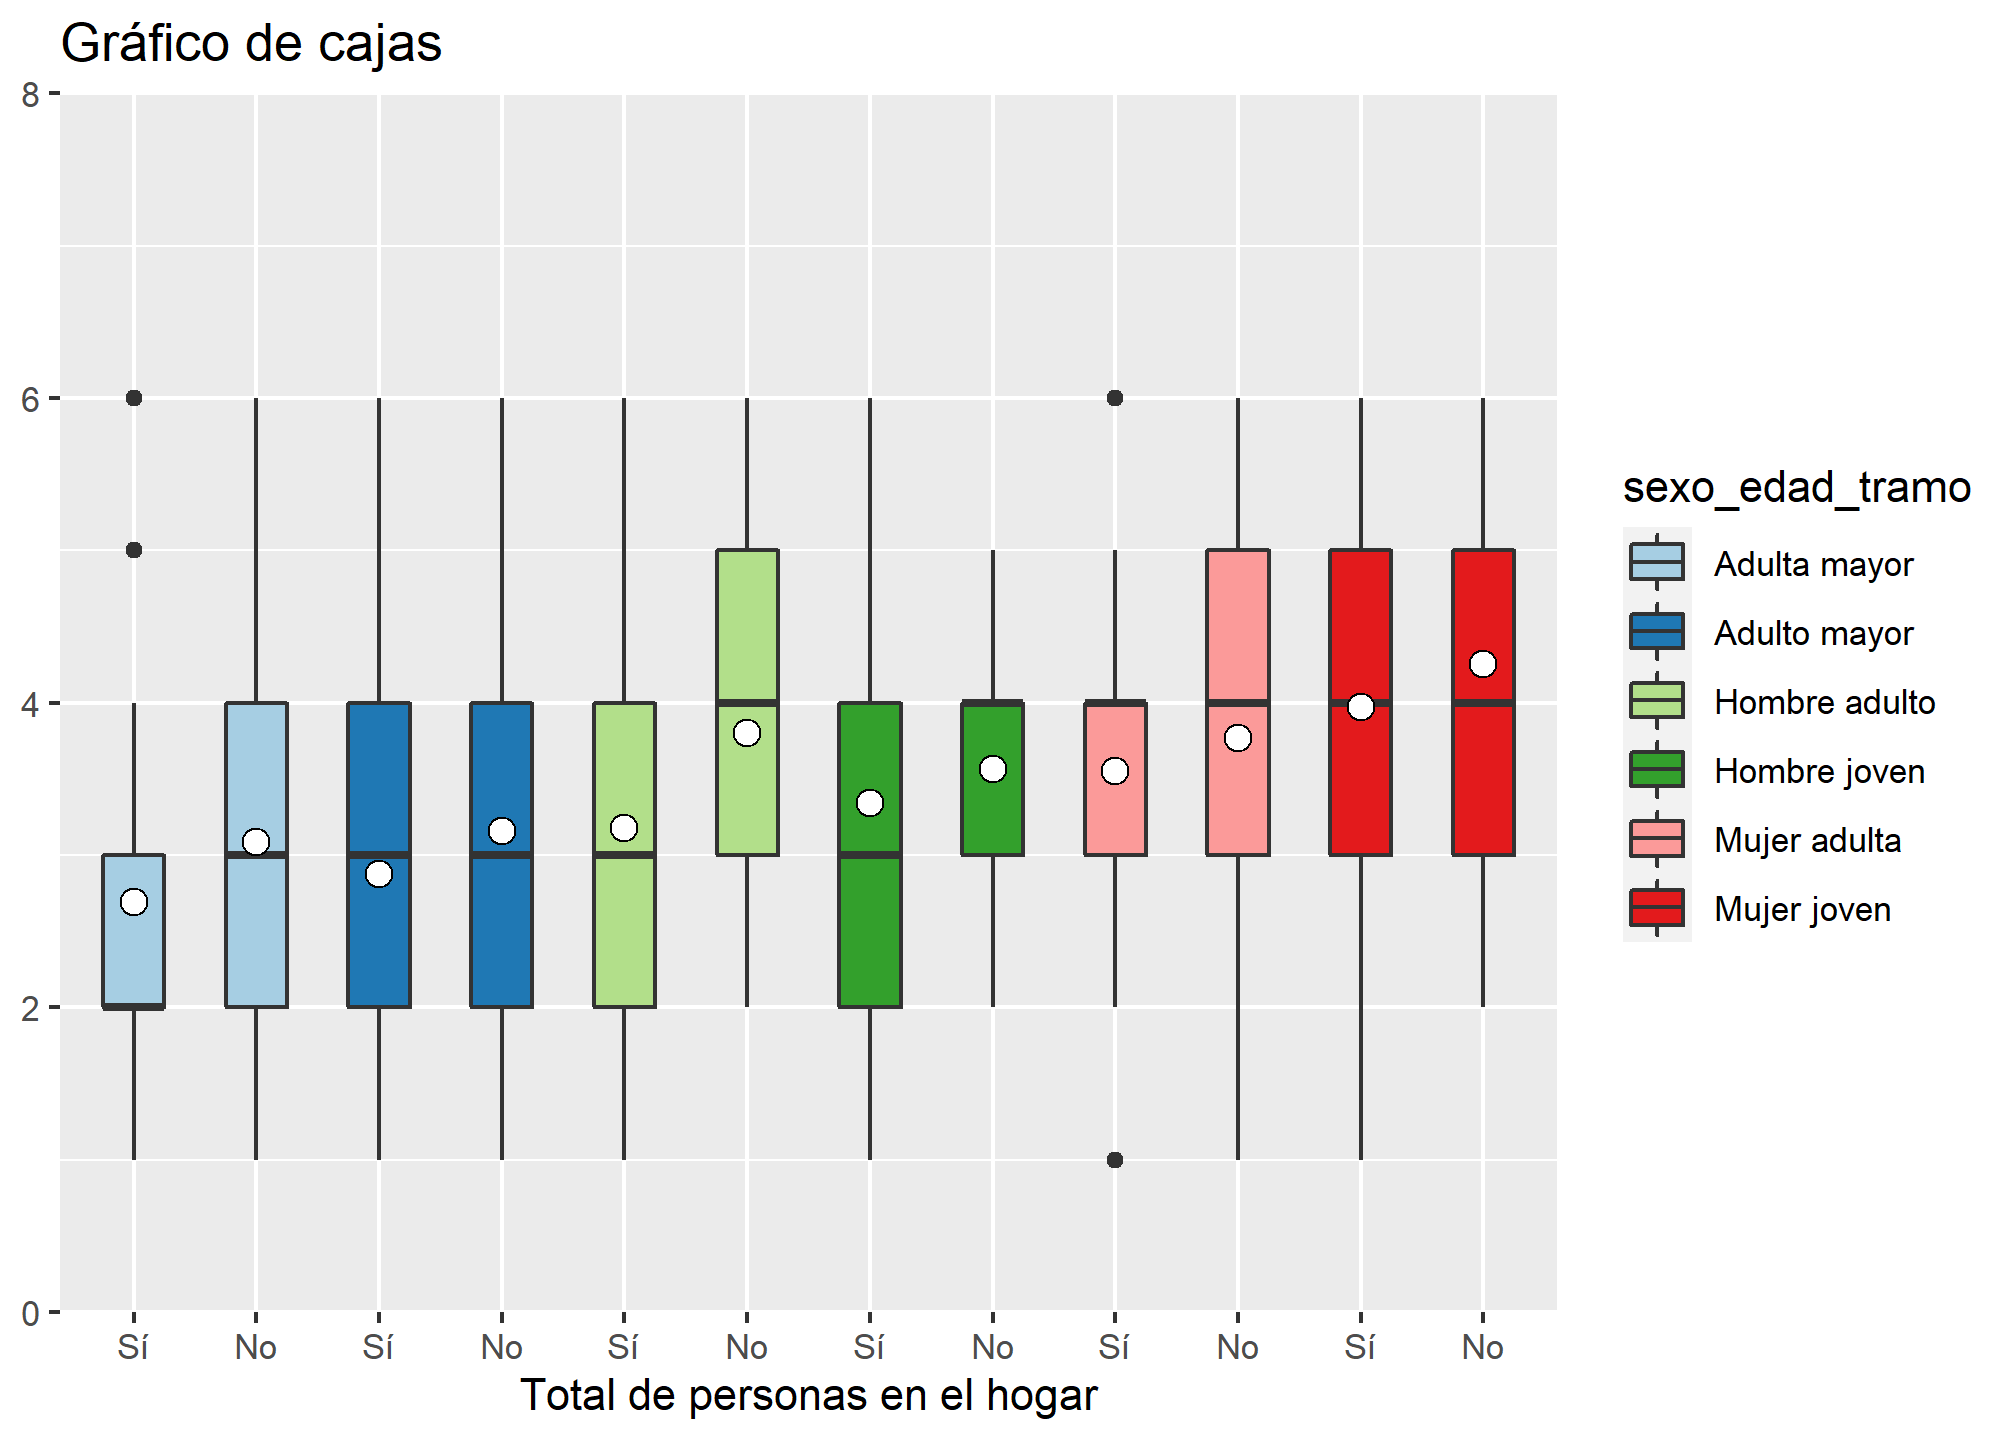 Gráfico de cajas
8
6
4
2
0
Sí No Sí No Sí No Sí No Sí No Sí No
Total de personas en el hogar
sexo_edad_tramo
Adulta mayor
Adulto mayor
Hombre adulto
Hombre joven
Mujer adulta
Mujer joven